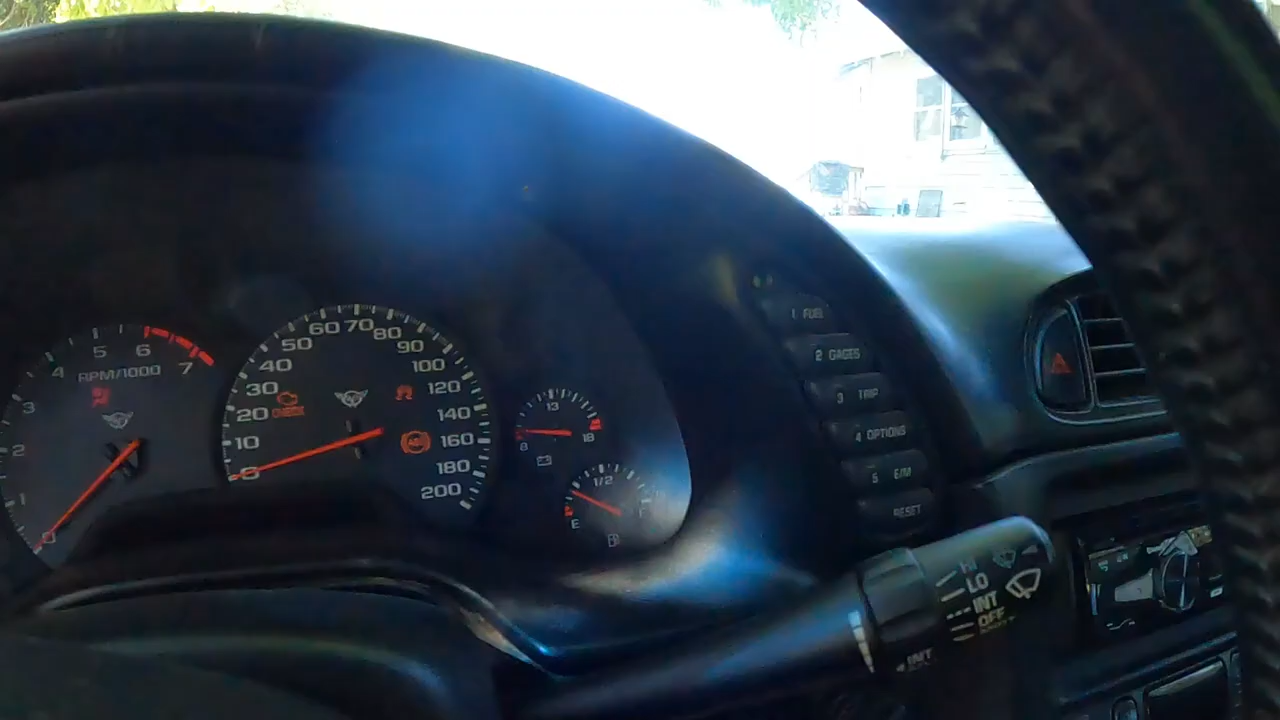 1
2
3
4
5
6
7
RPM/1000
0
10
20
30
40
50
60
70
80
90
100
120
140
160
180
200
CHECK
ABS
8
13
18
E
1/2
1 FUEL
2 GAGES
3 TRIP
4 OPTIONS
5 E/M
RESET
HI
LO
INT
OFF
INT